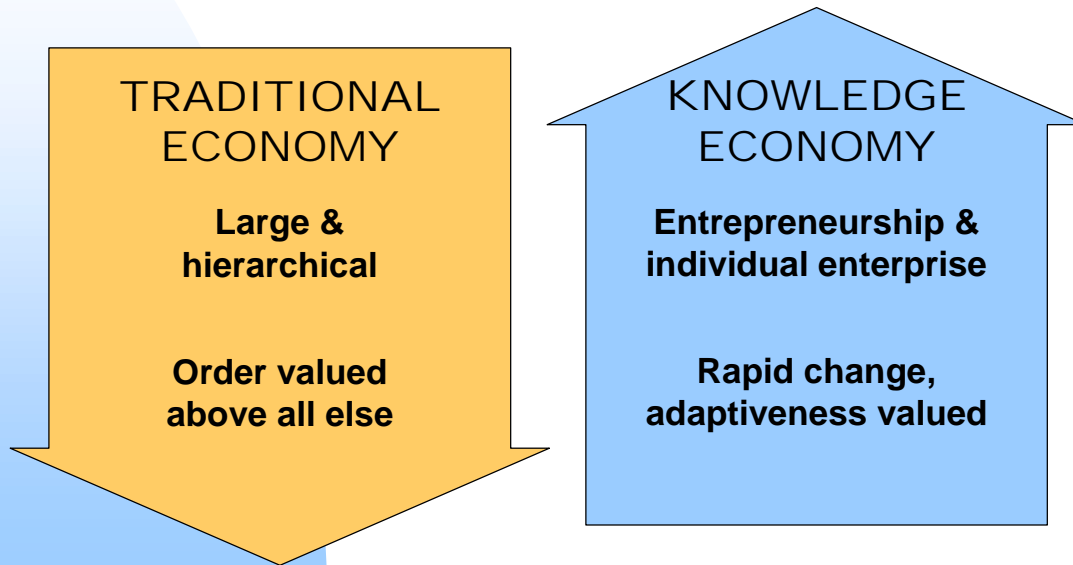 TRADITIONAL
ECONOMY
Large &
hierarchical
Order valued
above all else
KNOWLEDGE
ECONOMY
Entrepreneurship &
individual enterprise
Rapid change,
adaptiveness valued